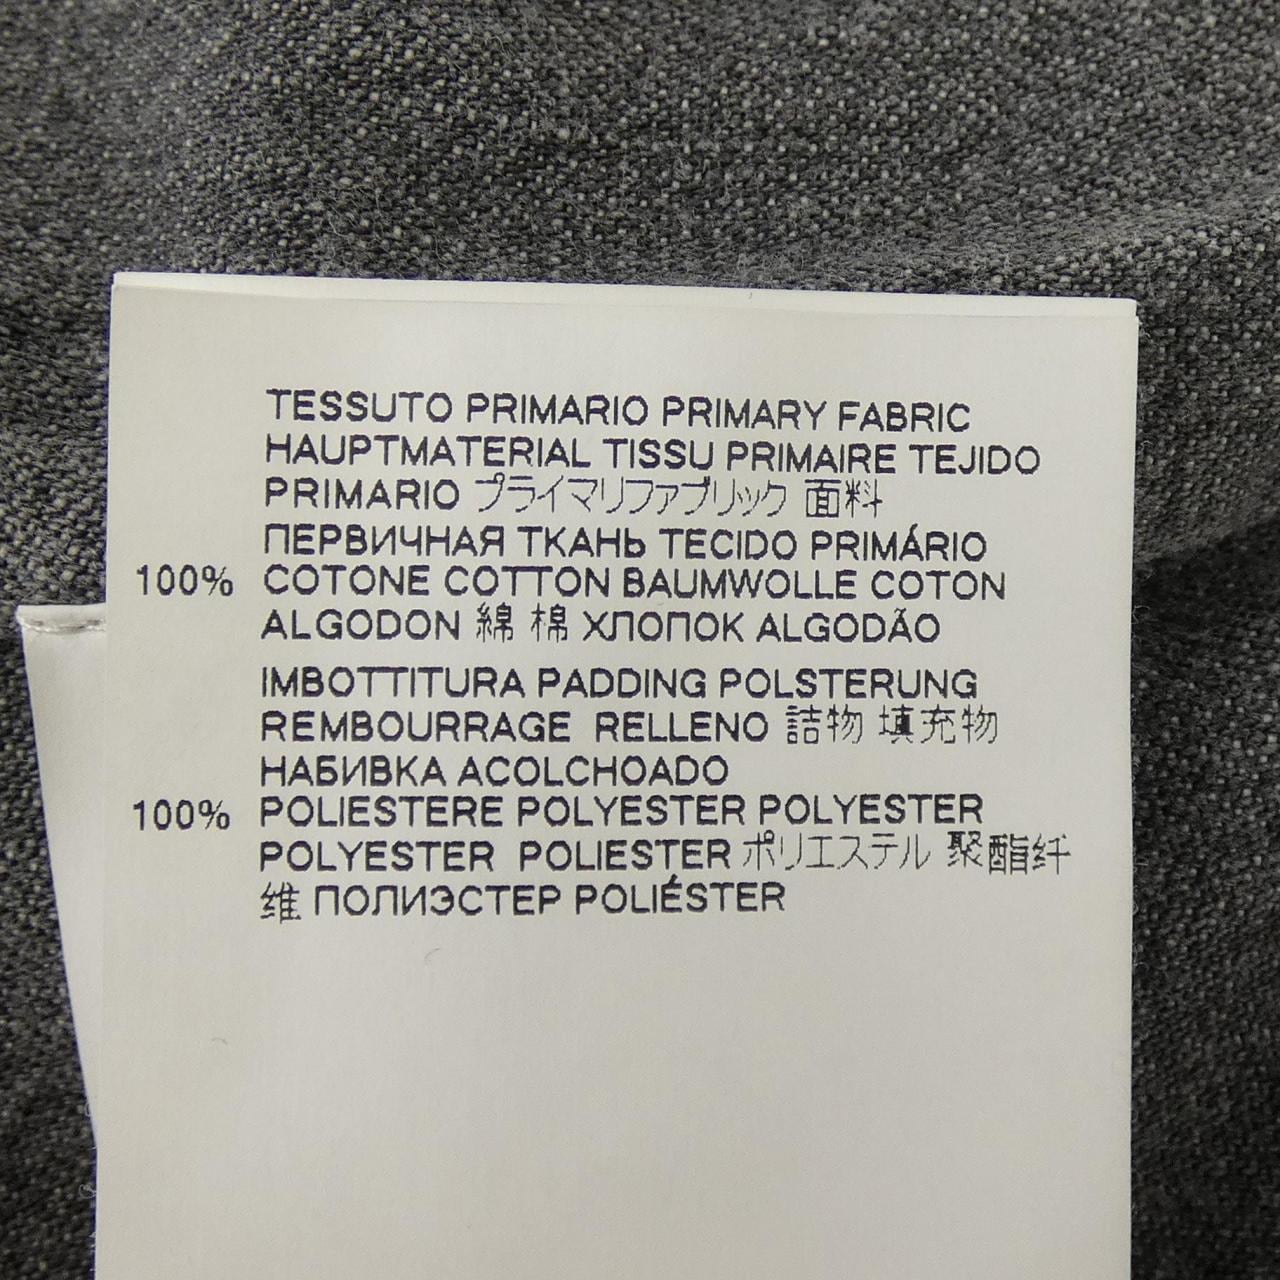 TESSUTO PRIMARIO PRIMARY FABRIC
HAUPTMATERIAL TISSU PRIMAIRE TEJIDO
PRIMARIO プライマリファブリック 面料
ПЕРВИЧНАЯ ТКАНЬ TECIDO PRIMÁRIO
100% COTONE COTTON BAUMWOLLE COTON
ALGODON 綿 棉 ХЛОПОК ALGODÃO
IMBOTTITURA PADDING POLSTERUNG
REMBOURRAGE RELLENO 詰物 填充物
НАБИВКА ACOLCHOADO
100% POLIESTERE POLYESTER POLYESTER
POLYESTER POLIESTER ポリエステル 聚酯纤
维 ПОЛИЭСТЕР POLIÉSTER